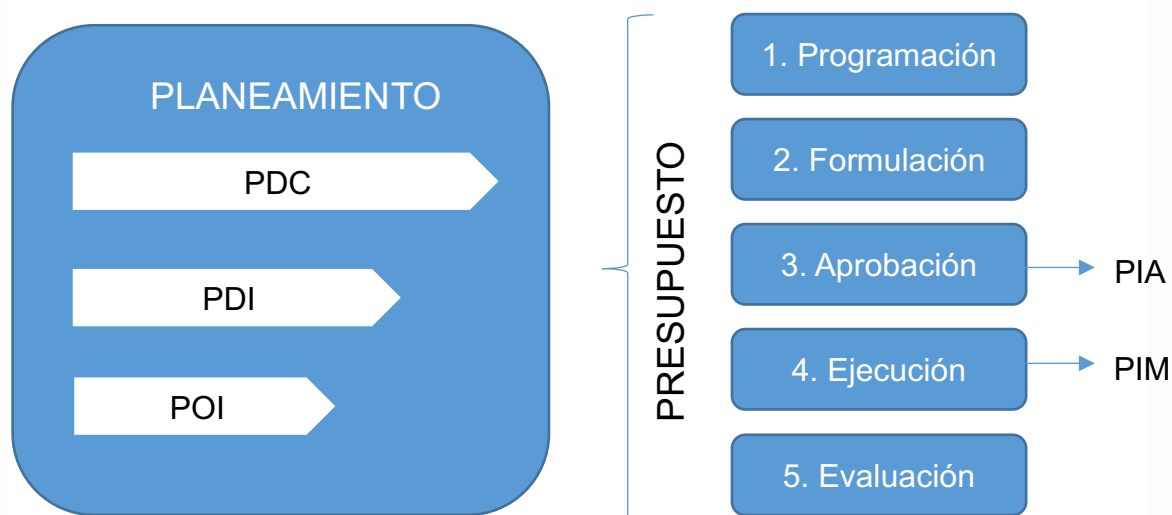 PLANEAMIENTO
PDC
PDI
POI
PRESUPUESTO
1. Programación
2. Formulación
3. Aprobación
PIA
4. Ejecución
PIM
5. Evaluación